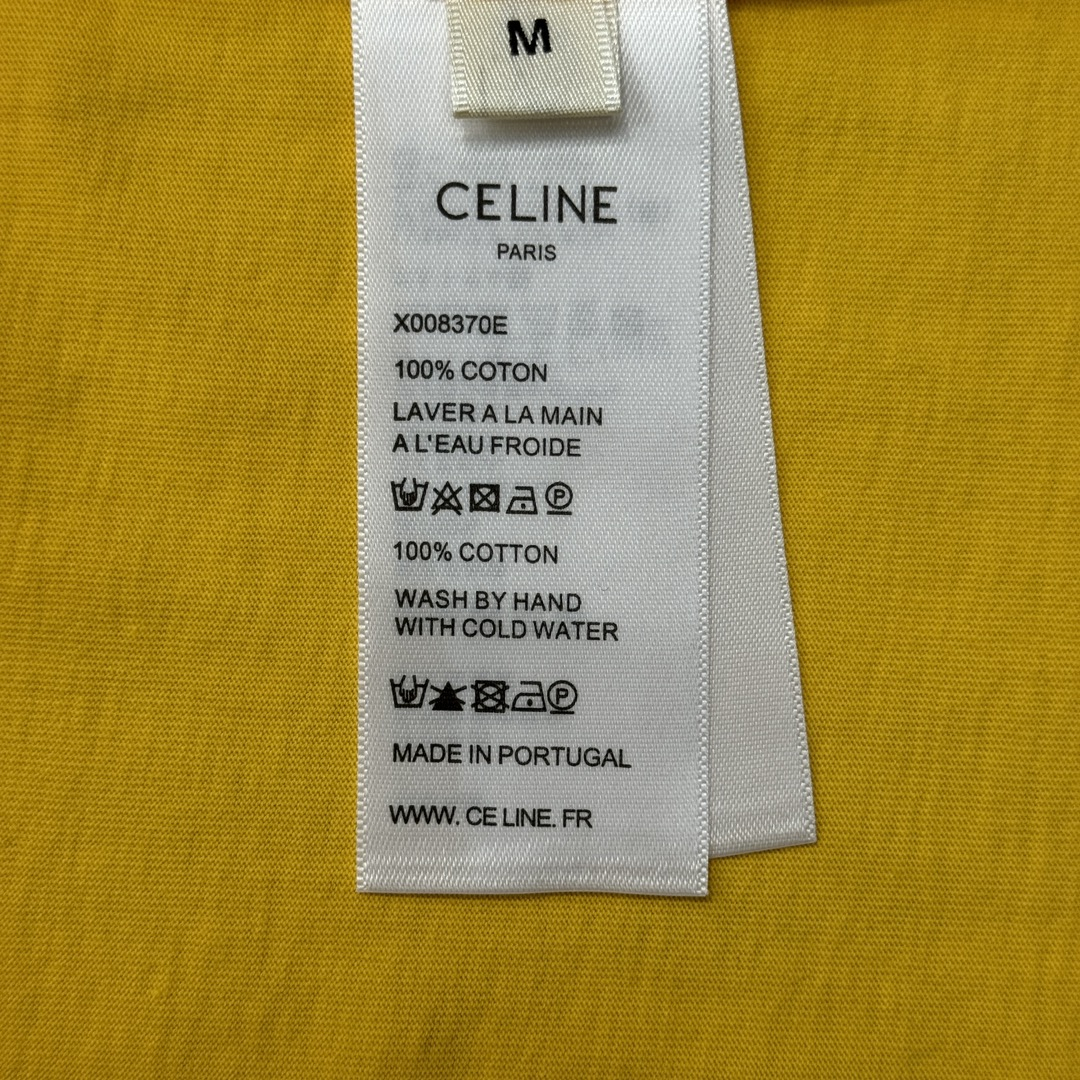 M
CELINE
PARIS
X008370E
100% COTON
LAVER A LA MAIN
A L'EAU FROIDE
P
100% COTTON
WASH BY HAND
WITH COLD WATER
P
MADE IN PORTUGAL
WWW. CE LINE. FR